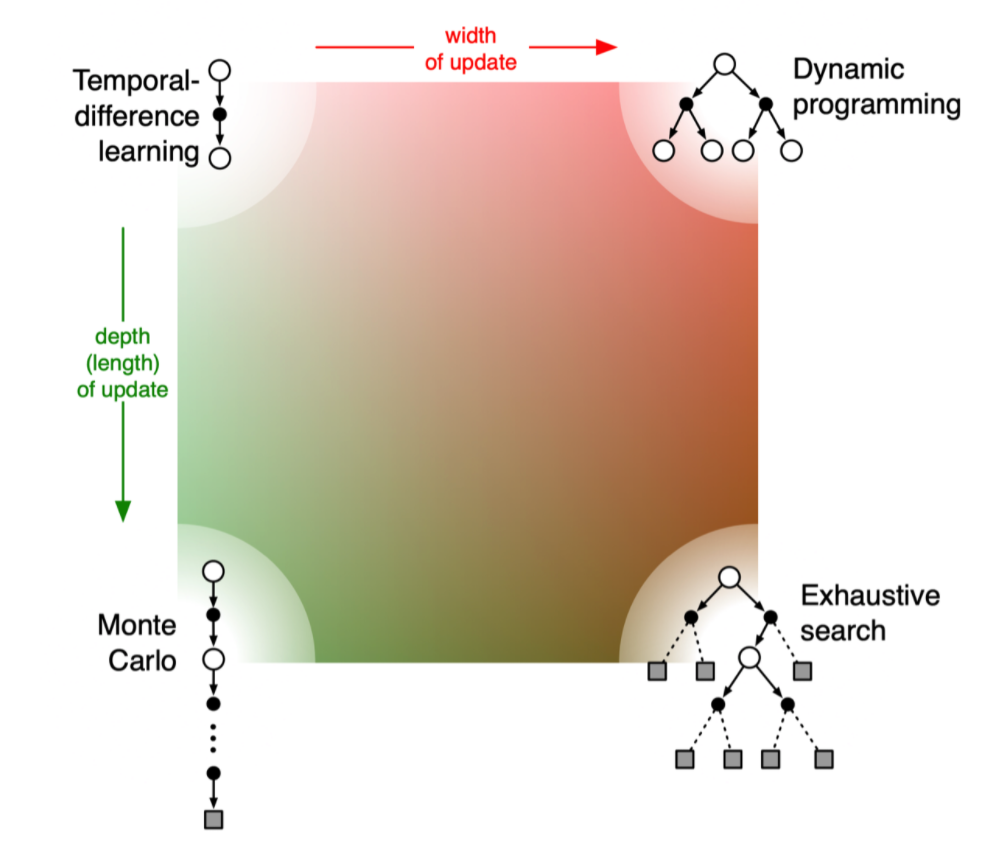 width
of update
Temporal-
difference
learning
Dynamic
programming
depth
(length)
of update
Monte
Carlo
Exhaustive
search